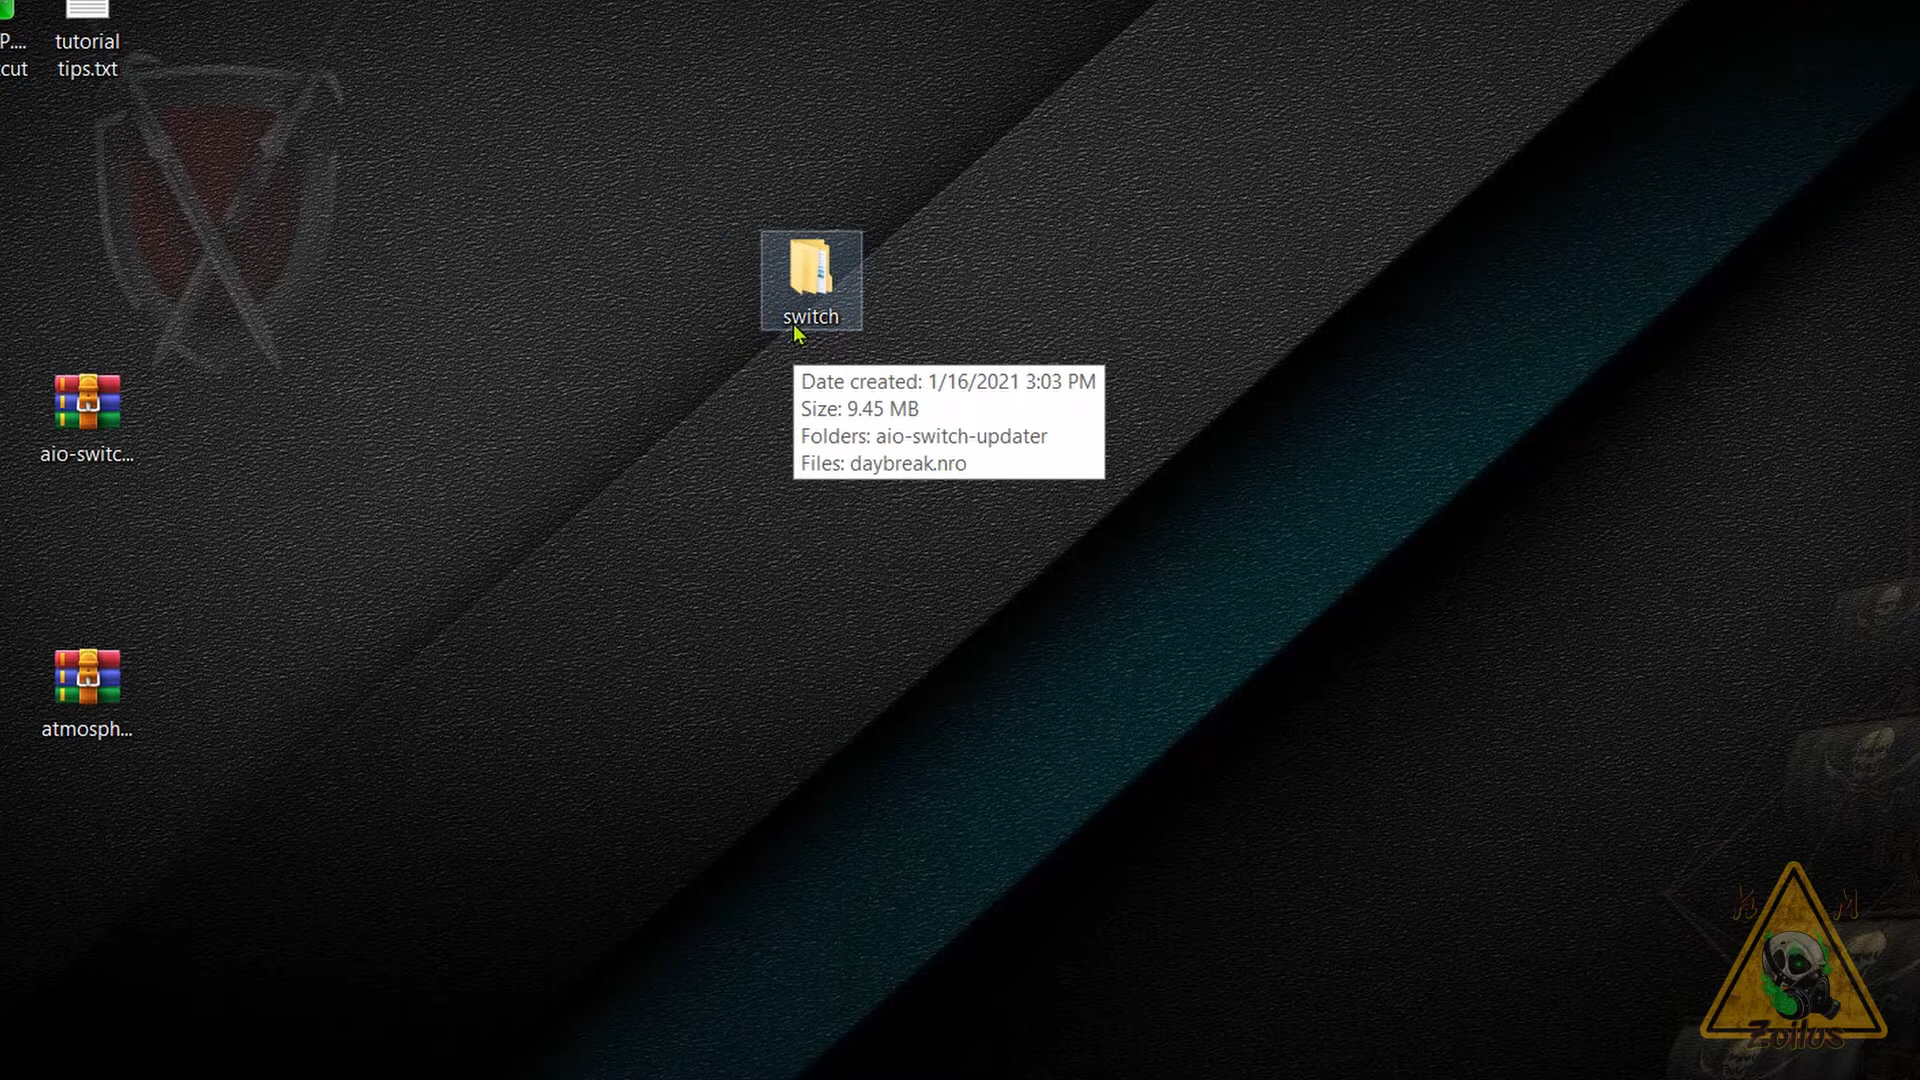 P....
cut
tutorial
tips.txt
switch
Date created: 1/16/2021 3:03 PM
Size: 9.45 MB
Folders: aio-switch-updater
Files: daybreak.nro
aio-switc...
atmosph...
M
Zoilus